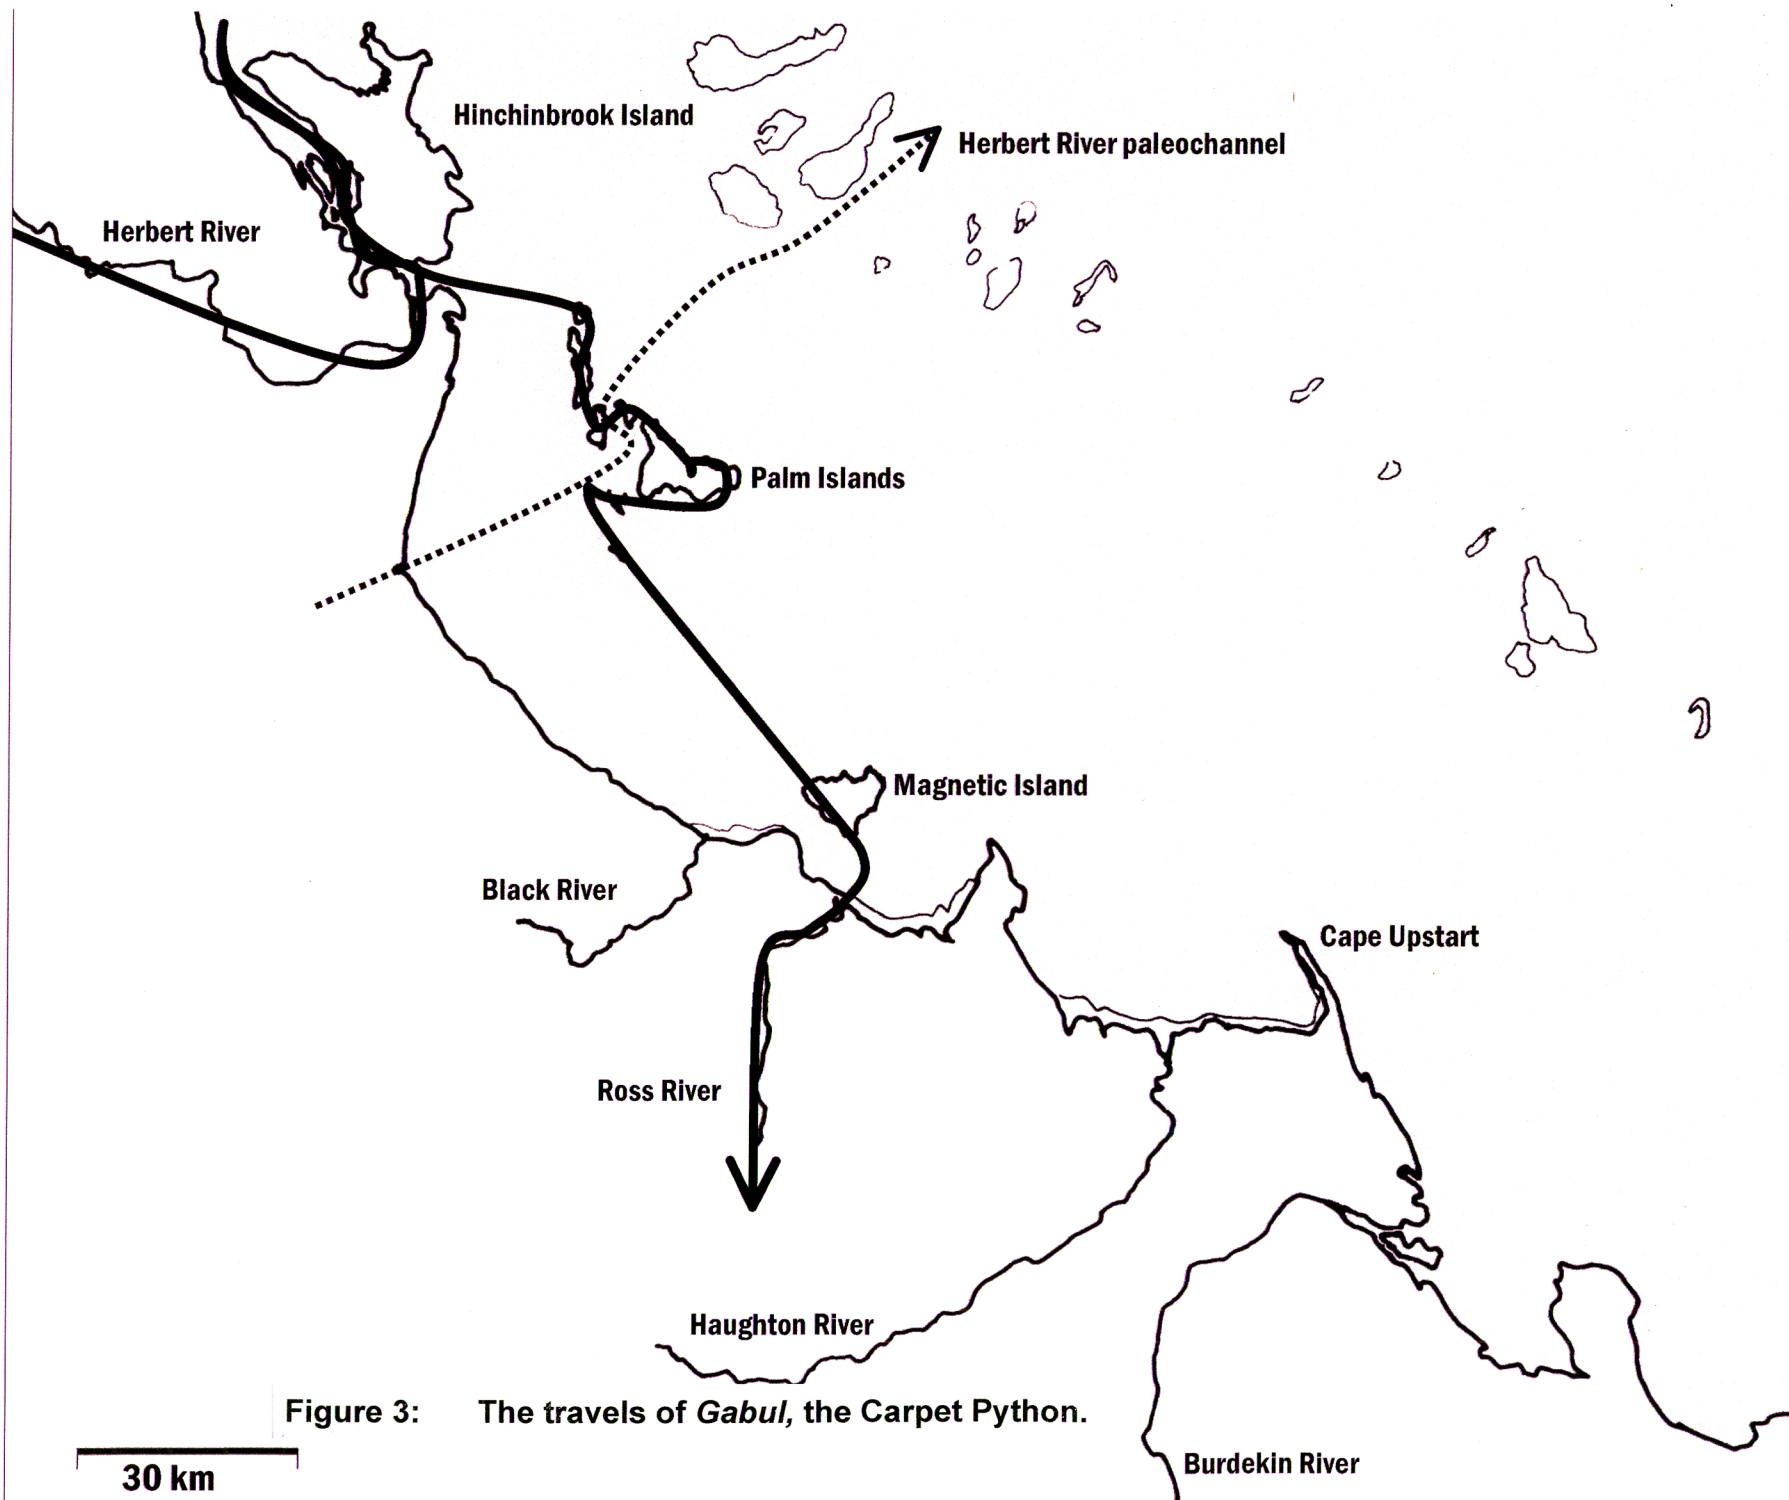 Hinchinbrook Island
Herbert River paleochannel
Herbert River
Palm Islands
Magnetic Island
Black River
Cape Upstart
Ross River
Haughton River
Figure 3: The travels of Gabul, the Carpet Python.
Burdekin River
30 km